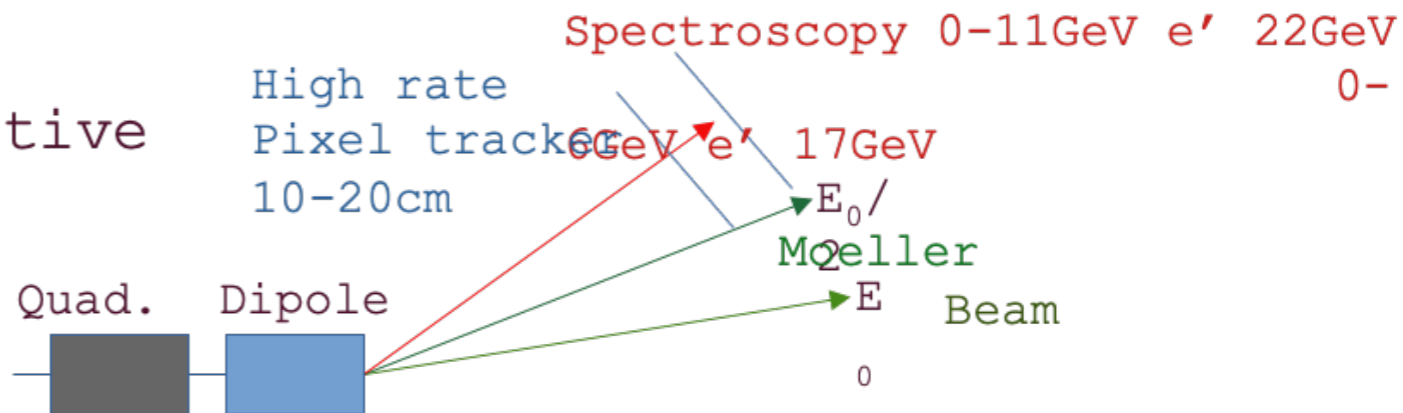 Spectroscopy 0-11GeV e′ 22GeV
0-
6GeV e′ 17GeV
High rate
Pixel tracker
10-20cm
tive
E₀/
2
Moeller
E
0
Beam
Quad. Dipole